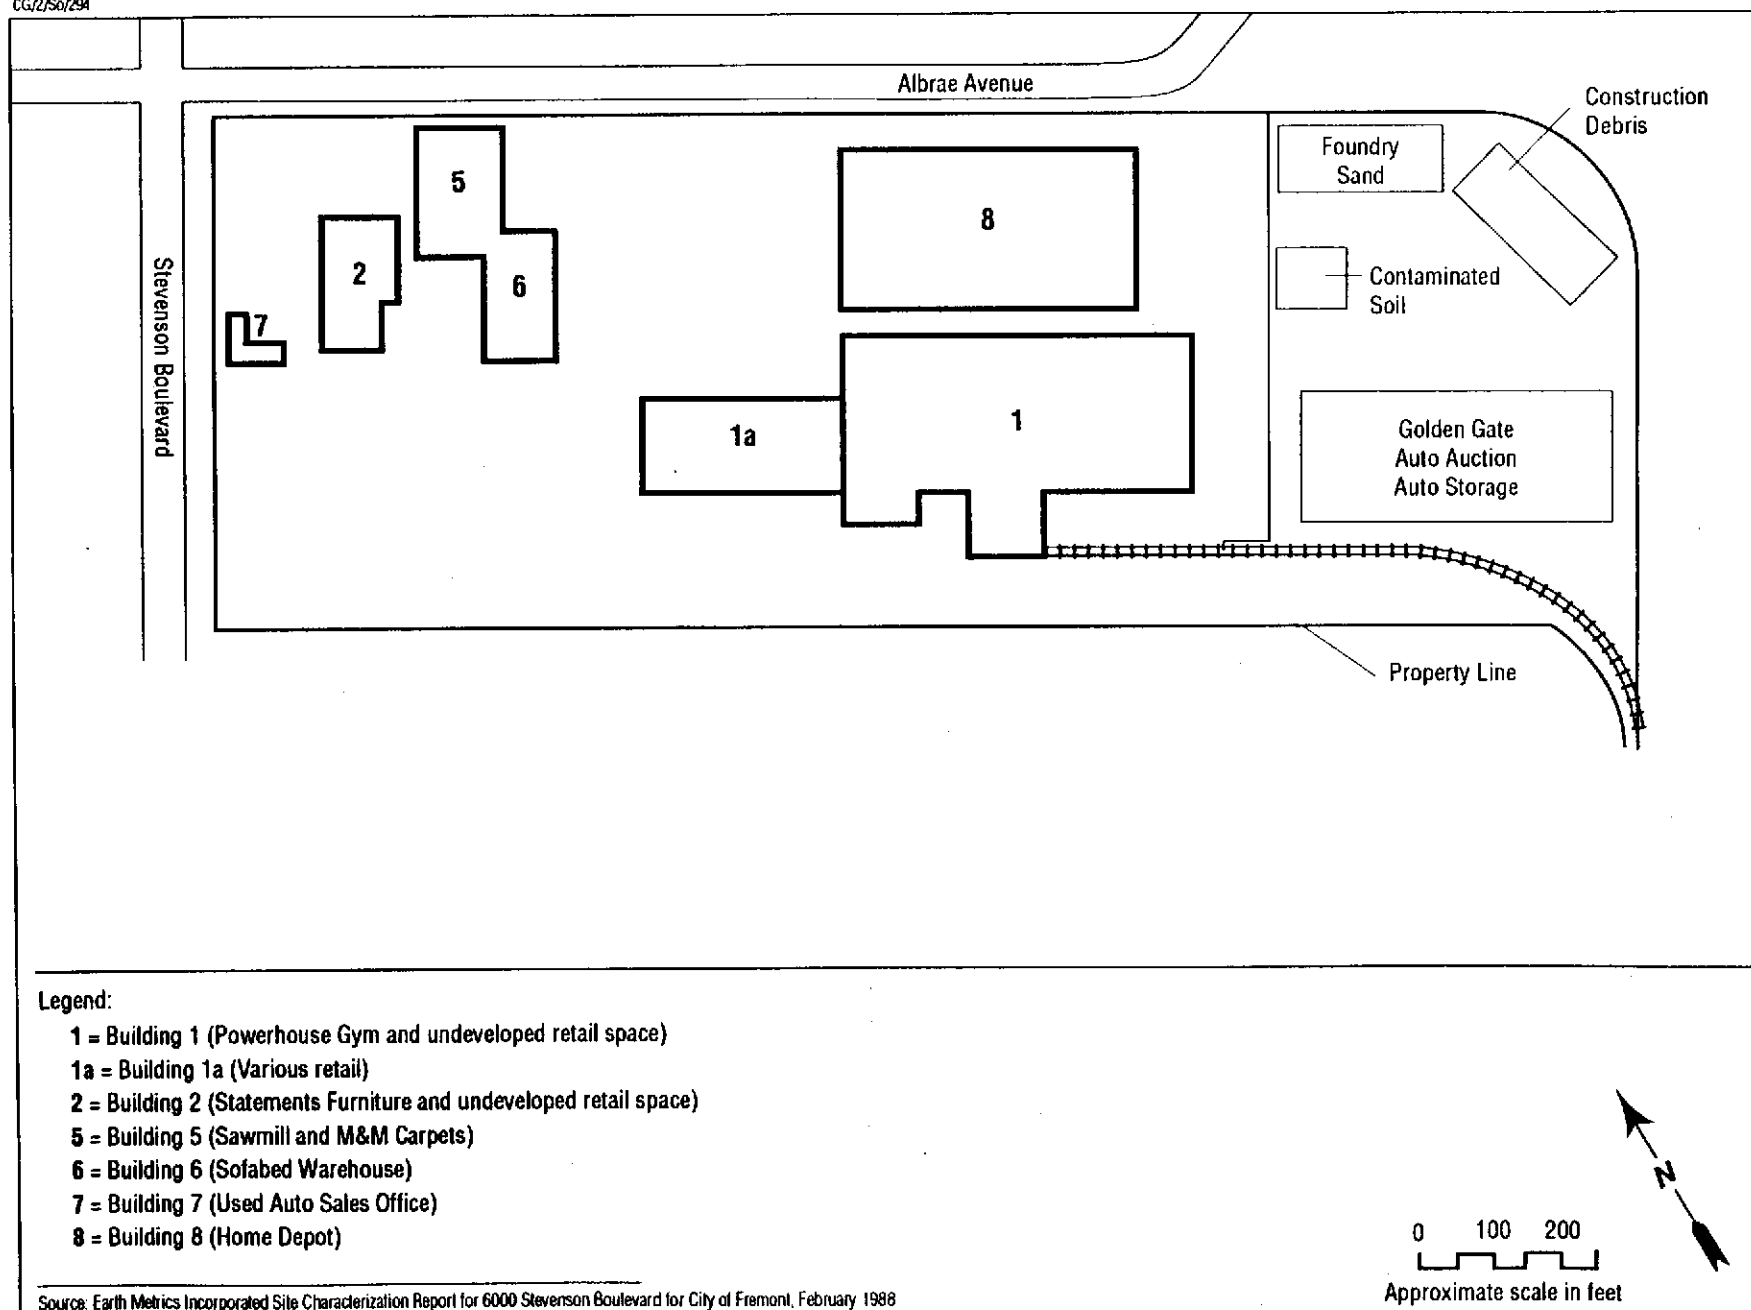 CG/2/S0/294
Albrae Avenue
Construction
Debris
Foundry
Sand
5
8
2
6
7
Contaminated
Soil
Stevenson Boulevard
1a
1
Golden Gate
Auto Auction
Auto Storage
Property Line
Legend:
1 = Building 1 (Powerhouse Gym and undeveloped retail space)
1a = Building 1a (Various retail)
2 = Building 2 (Statements Furniture and undeveloped retail space)
5 = Building 5 (Sawmill and M&M Carpets)
6 = Building 6 (Sofabed Warehouse)
7 = Building 7 (Used Auto Sales Office)
8 = Building 8 (Home Depot)
N
0 100 200
Approximate scale in feet
Source: Earth Metrics Incorporated Site Characterization Report for 6000 Stevenson Boulevard for City of Fremont, February 1988